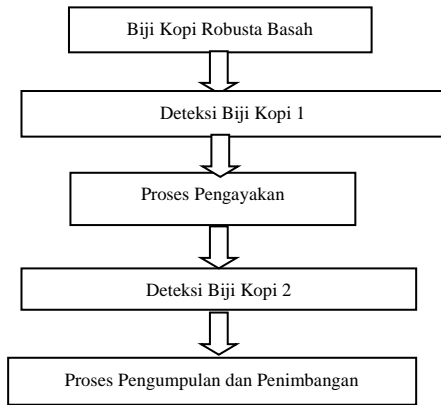 Biji Kopi Robusta Basah
Deteksi Biji Kopi 1
Proses Pengayakan
Deteksi Biji Kopi 2
Proses Pengumpulan dan Penimbangan